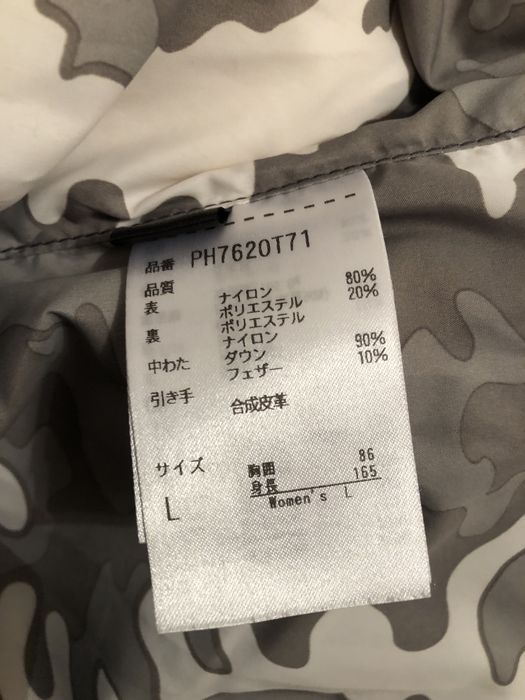 品番 PH7620T71
品質
表 ナイロン 80%
ポリエステル 20%
裏 ポリエステル
ナイロン
中わた ダウン 90%
フェザー 10%
引き手 合成皮革
サイズ 胸囲 86
身長 165
L Women's L